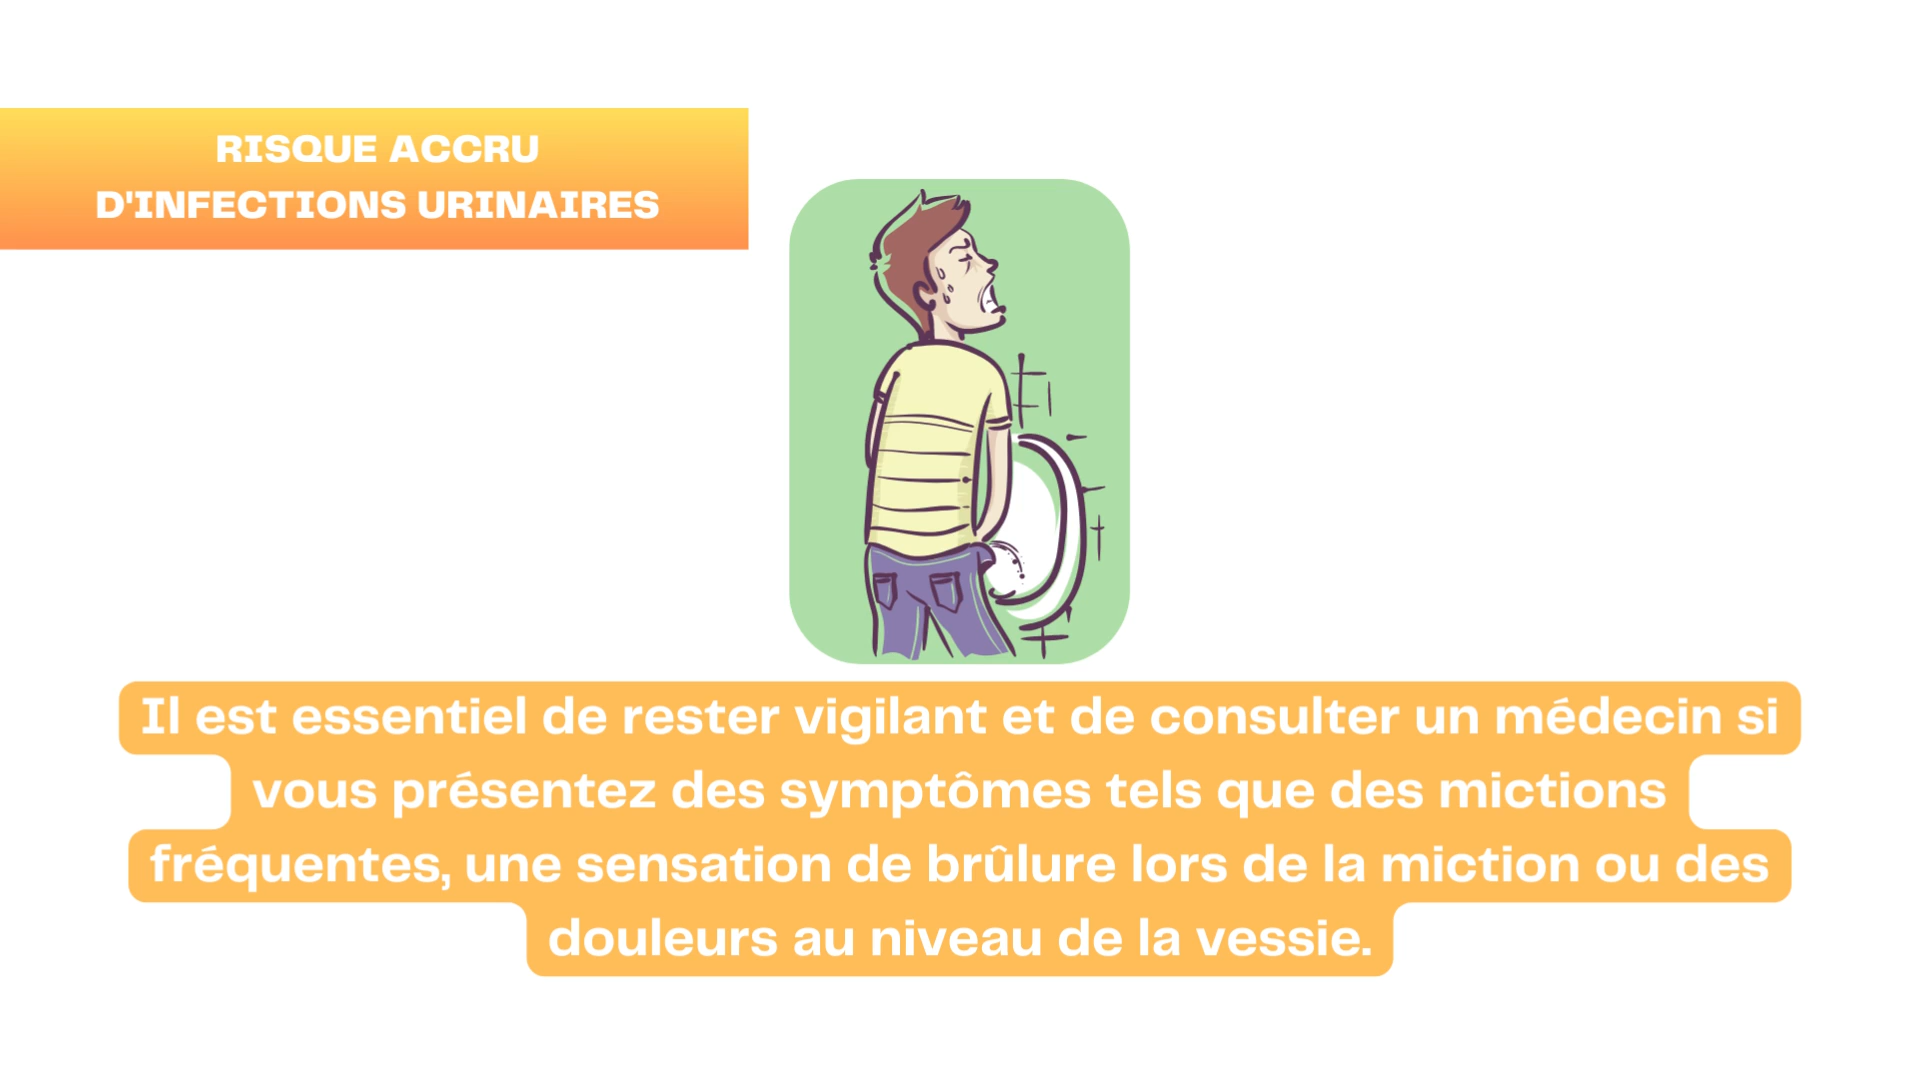 RISQUE ACCRU
D'INFECTIONS URINAIRES
Il est essentiel de rester vigilant et de consulter un médecin si
vous présentez des symptômes tels que des mictions
fréquentes, une sensation de brûlure lors de la miction ou des
douleurs au niveau de la vessie.